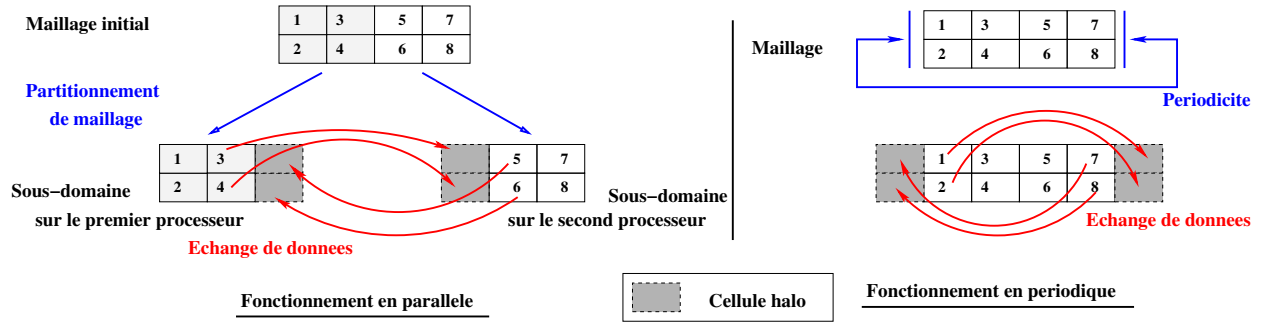 Maillage initial
1 3 5 7
2 4 6 8
Partitionnement
de maillage
1 3
2 4
5 7
6 8
Sous-domaine
sur le premier processeur
Sous-domaine
sur le second processeur
Echange de donnees
Fonctionnement en parallele
Maillage
1 3 5 7
2 4 6 8
Periodicite
1 3 5 7
2 4 6 8
Echange de donnees
Fonctionnement en periodique
Cellule halo